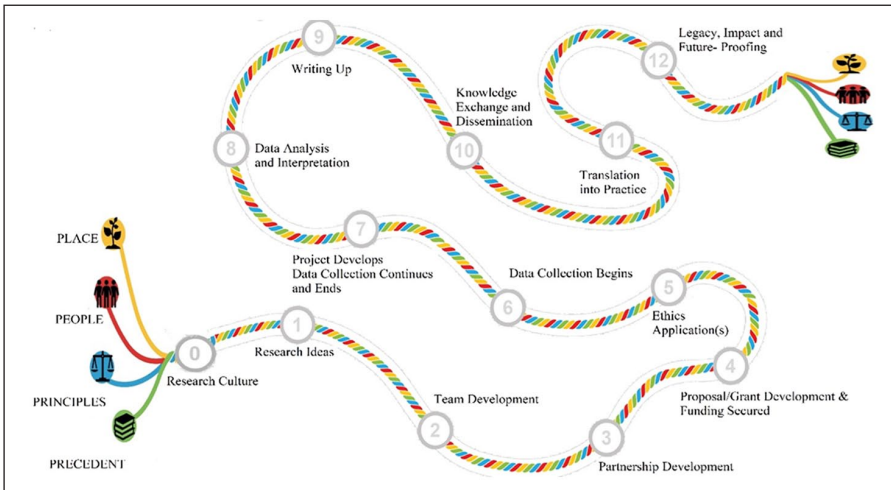 PLACE
PEOPLE
PRINCIPLES
PRECEDENT
0
Research Culture
1
Research Ideas
2
Team Development
3
Partnership Development
4
Proposal/Grant Development &
Funding Secured
5
Ethics
Application(s)
6
Data Collection Begins
7
Project Develops
Data Collection Continues
and Ends
8
Data Analysis
and Interpretation
9
Writing Up
10
Knowledge
Exchange and
Dissemination
11
Translation
into Practice
12
Legacy, Impact and
Future- Proofing